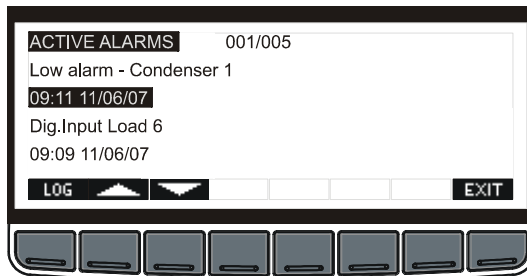 ACTIVE ALARMS 001/005
Low alarm - Condenser 1
09:11 11/06/07
Dig.Input Load 6
09:09 11/06/07
LOG EXIT